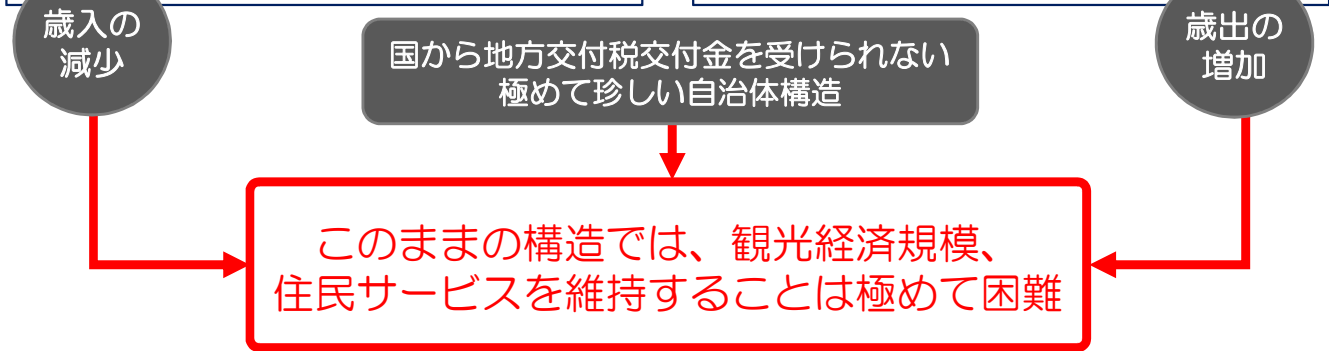 歳入の
減少
国から地方交付税交付金を受けられない
極めて珍しい自治体構造
歳出の
増加
このままの構造では、観光経済規模、
住民サービスを維持することは極めて困難